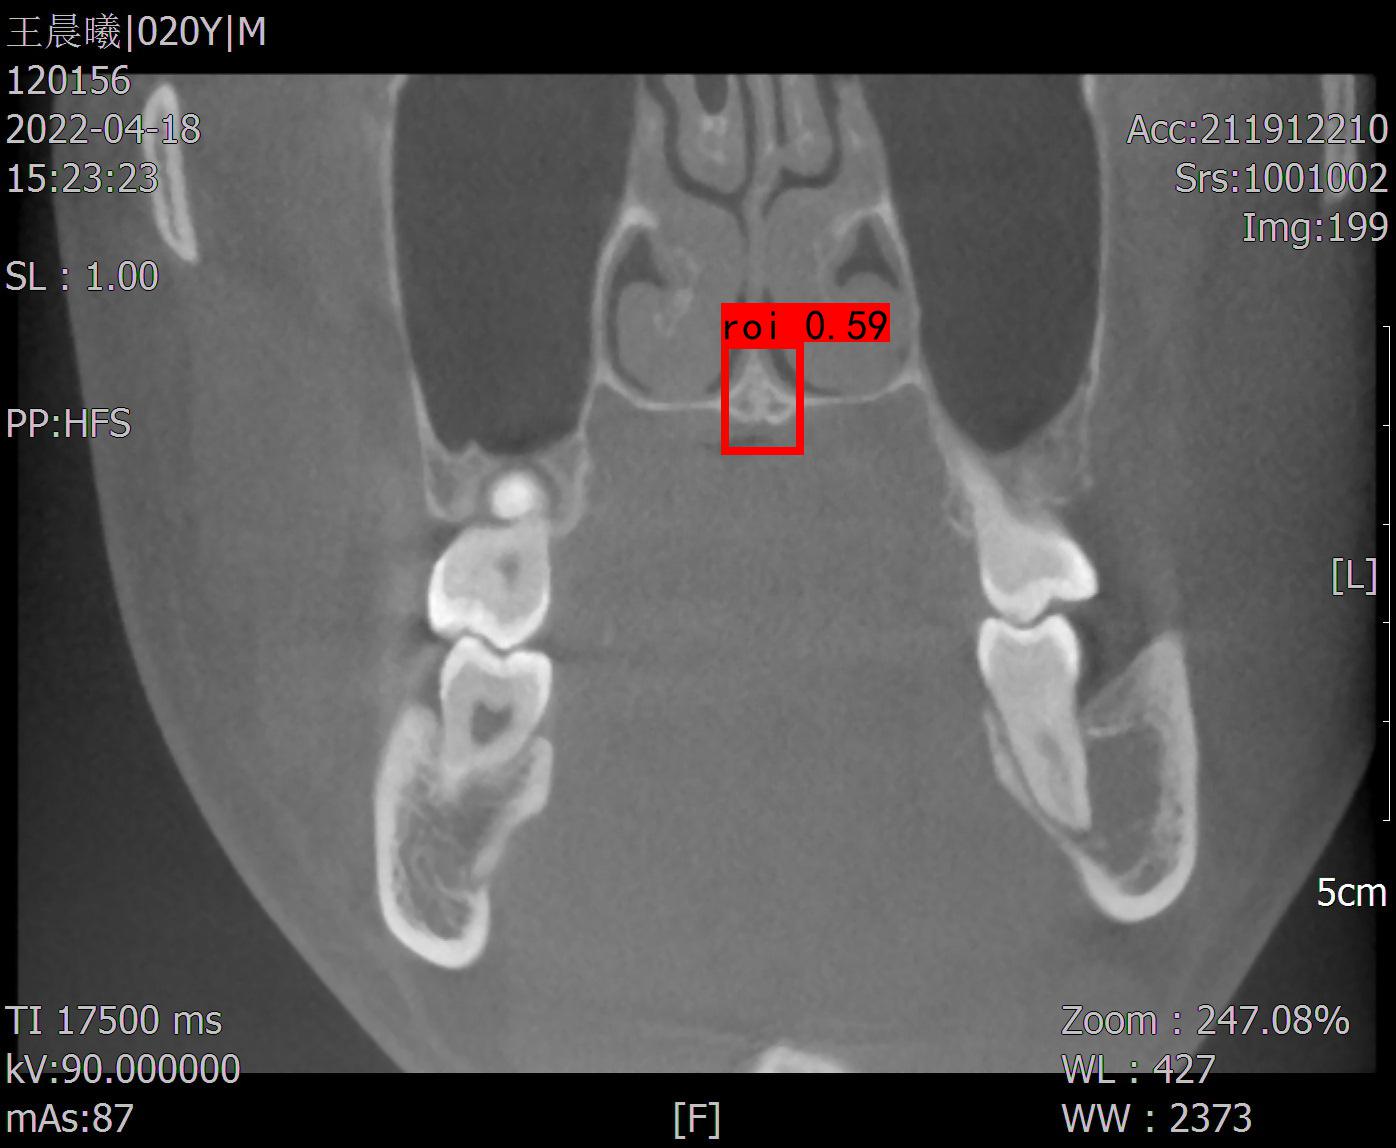 王晨曦|020Y|M
120156
2022-04-18
15:23:23
SL : 1.00
PP:HFS
Acc:211912210
Srs:1001002
Img:199
roi 0.59
[L]
5cm
TI 17500 ms
kV:90.000000
mAs:87
[F]
Zoom : 247.08%
WL : 427
WW : 2373